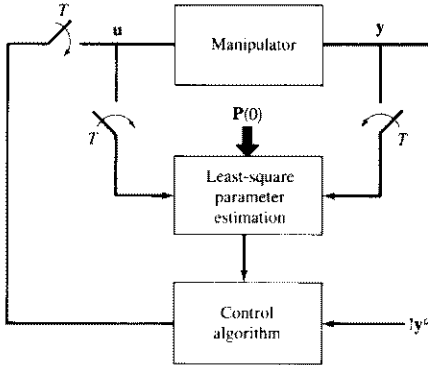 T
u
Manipulator
y
T
P(0)
T
Least-square
parameter
estimation
Control
algorithm